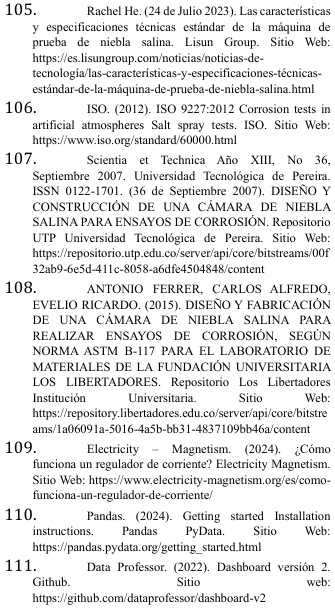 105. Rachel He. (24 de Julio 2023). Las características
y especificaciones técnicas estándar de la máquina de
prueba de niebla salina. Lisun Group. Sitio Web:
https://es.lisungroup.com/noticias/noticias-de-
tecnología/las-características-y-especificaciones-técnicas-
estándar-de-la-máquina-de-prueba-de-niebla-salina.html
106. ISO. (2012). ISO 9227:2012 Corrosion tests in
artificial atmospheres Salt spray tests. ISO. Sitio Web:
https://www.iso.org/standard/60000.html
107. Scientia et Technica Año XIII, No 36,
Septiembre 2007. Universidad Tecnológica de Pereira.
ISSN 0122-1701. (36 de Septiembre 2007). DISEÑO Y
CONSTRUCCIÓN DE UNA CÁMARA DE NIEBLA
SALINA PARA ENSAYOS DE CORROSIÓN. Repositorio
UTP Universidad Tecnológica de Pereira. Sitio Web:
https://repositorio.utp.edu.co/server/api/core/bitstreams/00f
32ab9-6e5d-411c-8058-a6dfe4504848/content
108. ANTONIO FERRER, CARLOS ALFREDO,
EVELIO RICARDO. (2015). DISEÑO Y FABRICACIÓN
DE UNA CÁMARA DE NIEBLA SALINA PARA
REALIZAR ENSAYOS DE CORROSIÓN, SEGÚN
NORMA ASTM B-117 PARA EL LABORATORIO DE
MATERIALES DE LA FUNDACIÓN UNIVERSITARIA
LOS LIBERTADORES. Repositorio Los Libertadores
Institución Universitaria. Sitio Web:
https://repository.libertadores.edu.co/server/api/core/bitstre
ams/1a06091a-5016-4a5b-bb31-4837109bb46a/content
109. Electricity – Magnetism. (2024). ¿Cómo
funciona un regulador de corriente? Electricity Magnetism.
Sitio Web: https://www.electricity-magnetism.org/es/como-
funciona-un-regulador-de-corriente/
110. Pandas. (2024). Getting started Installation
instructions. Pandas PyData. Sitio Web:
https://pandas.pydata.org/getting_started.html
111. Data Professor. (2022). Dashboard versión 2.
Github. Sitio web:
https://github.com/dataprofessor/dashboard-v2